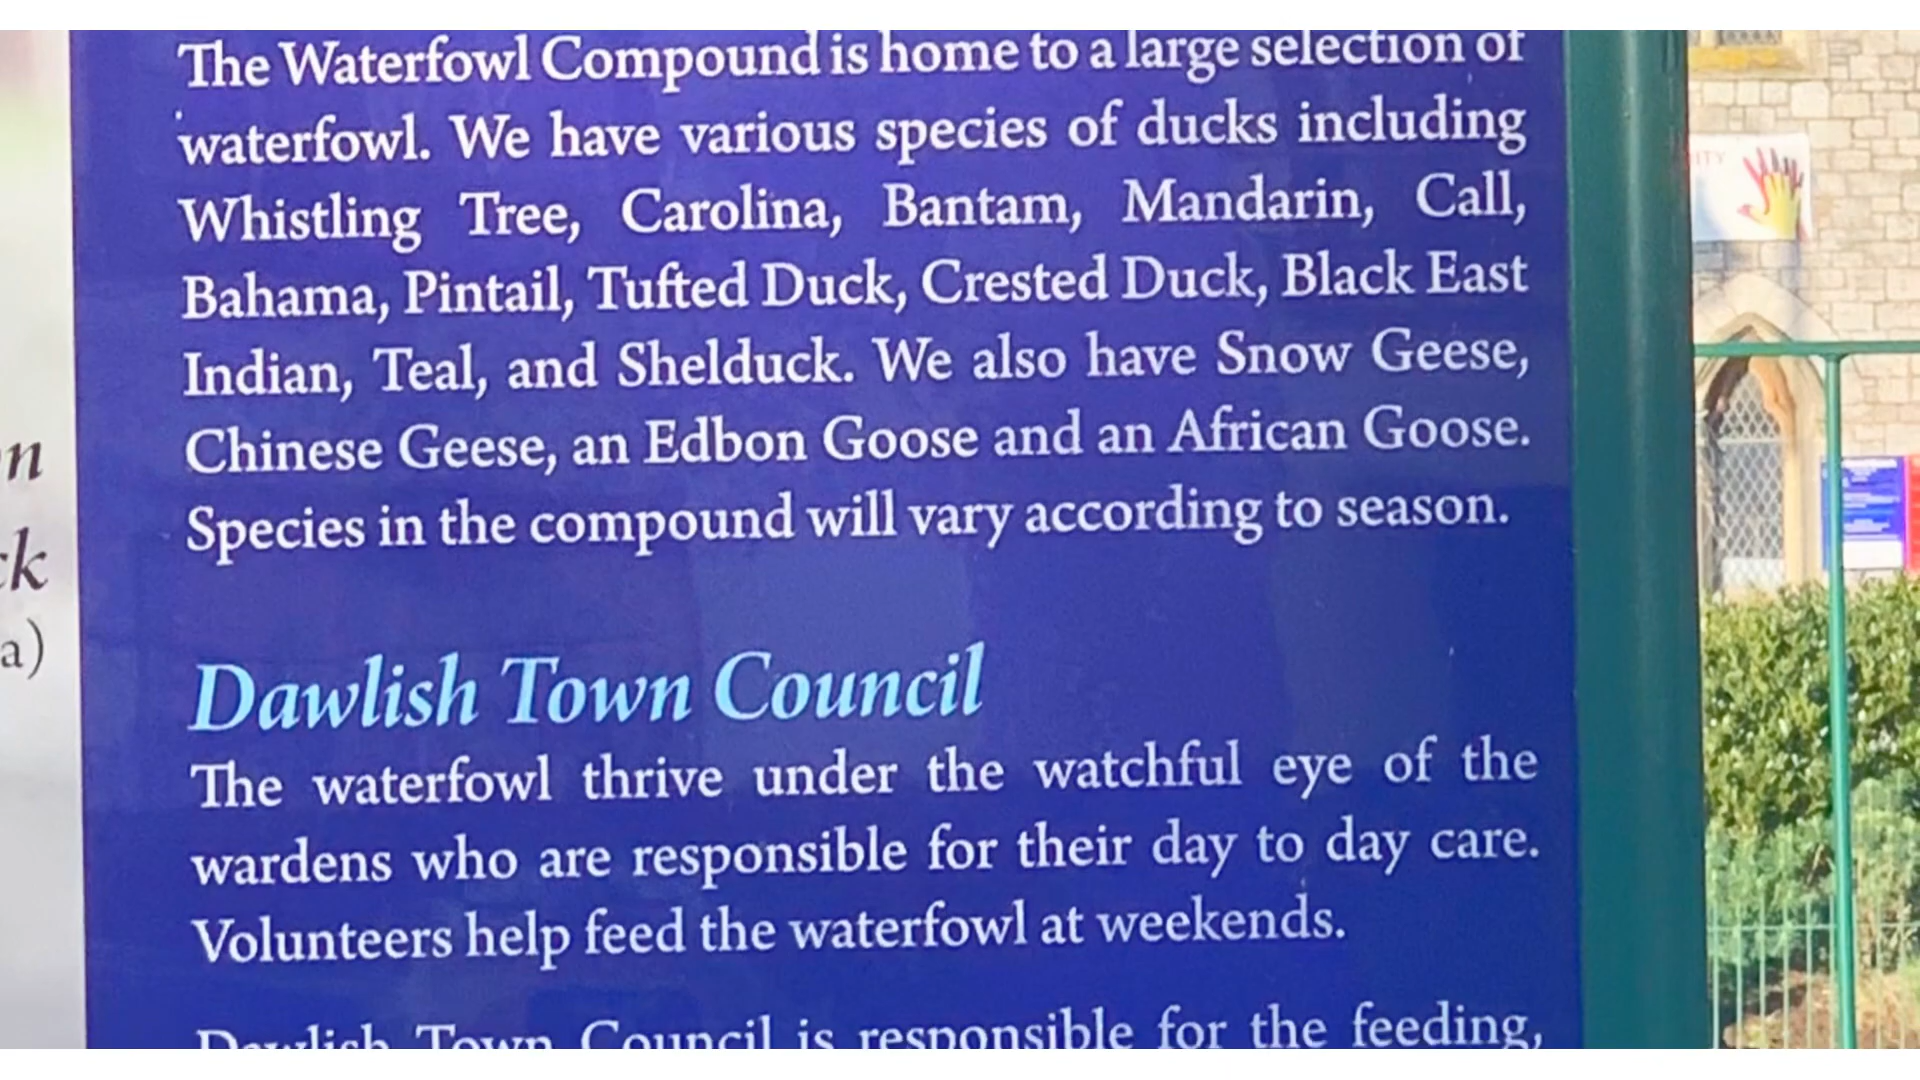 The Waterfowl Compound is home to a large selection of
waterfowl. We have various species of ducks including
Whistling Tree, Carolina, Bantam, Mandarin, Call,
Bahama, Pintail, Tufted Duck, Crested Duck, Black East
Indian, Teal, and Shelduck. We also have Snow Geese,
Chinese Geese, an Edbon Goose and an African Goose.
Species in the compound will vary according to season.
Dawlish Town Council
The waterfowl thrive under the watchful eye of the
wardens who are responsible for their day to day care.
Volunteers help feed the waterfowl at weekends.
Dawlish Town Council is responsible for the feeding,